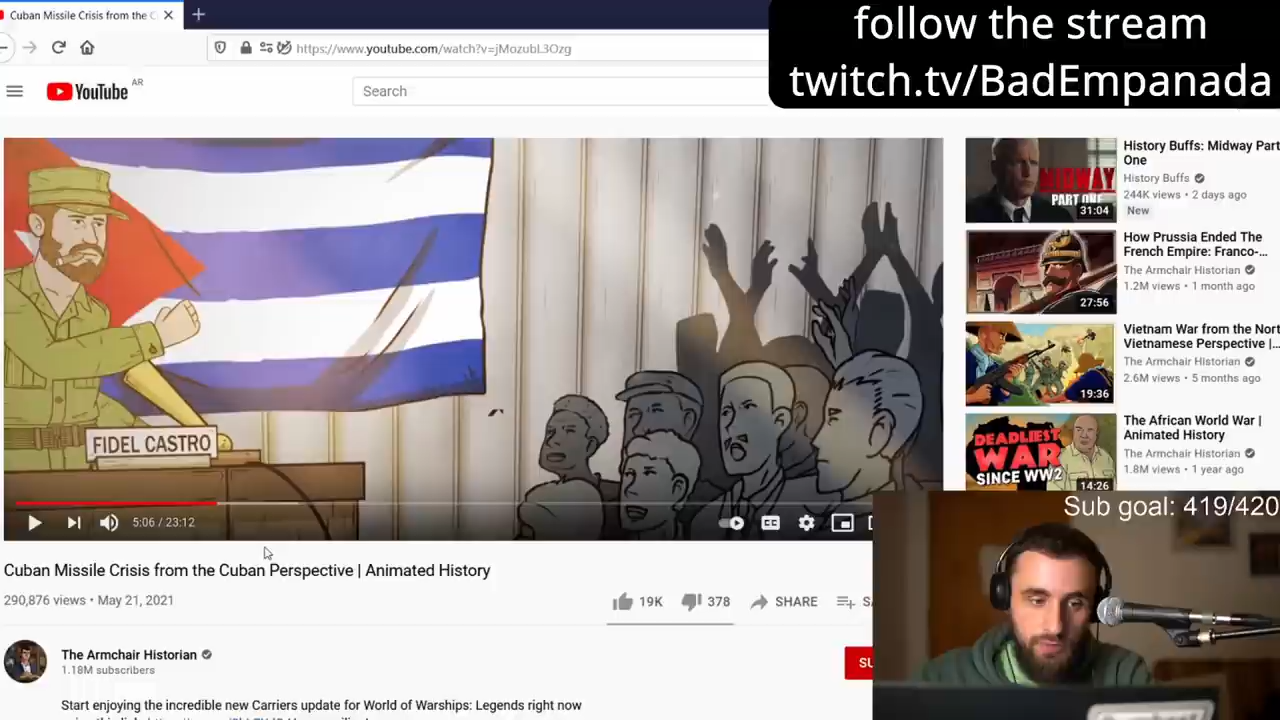 Cuban Missile Crisis from the C
follow the stream
twitch.tv/BadEmpanada
https://www.youtube.com/watch?v=jMozubL3Ozg
YouTube AR
Search
FIDEL CASTRO
5:06 / 23:12
CC
Cuban Missile Crisis from the Cuban Perspective | Animated History
290,876 views • May 21, 2021
19K
378
SHARE
The Armchair Historian
1.18M subscribers
Start enjoying the incredible new Carriers update for World of Warships: Legends right now
MIDWAY
PART ONE
31:04
History Buffs: Midway Part
One
History Buffs
244K views • 2 days ago
New
27:56
How Prussia Ended The
French Empire: Franco-...
The Armchair Historian
1.2M views • 1 month ago
19:36
Vietnam War from the Nort
Vietnamese Perspective |...
The Armchair Historian
2.6M views • 5 months ago
DEADLIEST
WAR
SINCE WW2
14:26
The African World War |
Animated History
The Armchair Historian
1.8M views • 1 year ago
Sub goal: 419/420